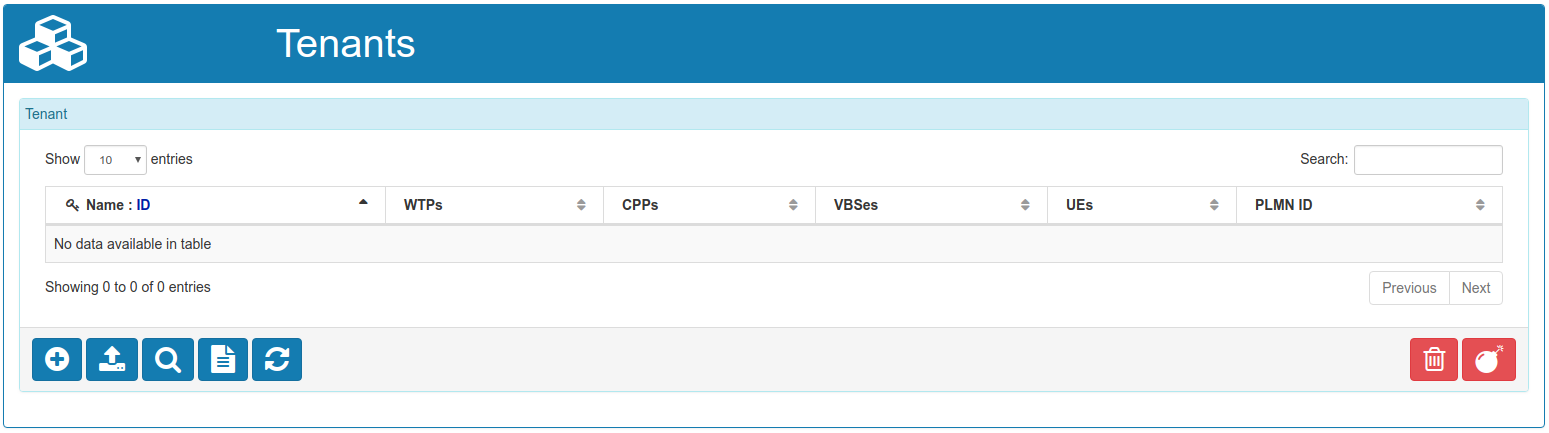 Tenants
Tenant
Show 10 entries Search:
Name : ID WTPs CPPs VBSes UEs PLMN ID
No data available in table
Showing 0 to 0 of 0 entries Previous Next